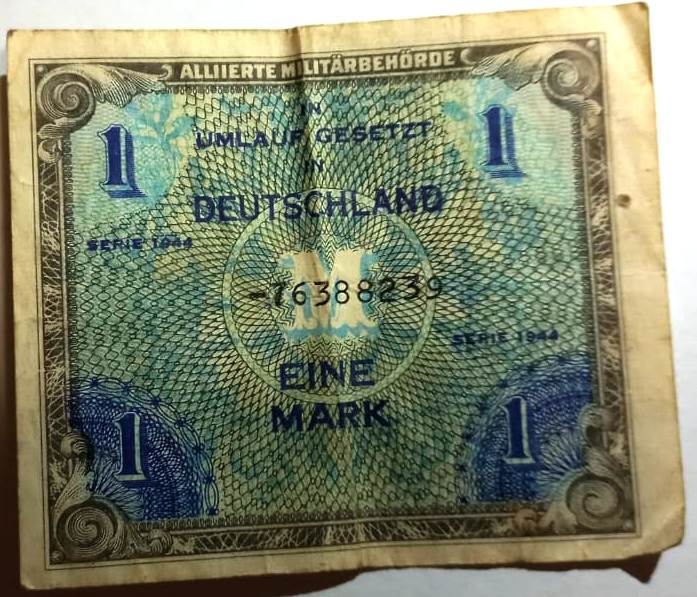 ALLIIERTE MILITÄRBEHÖRDE
IN
UMLAUF GESETZT
IN
DEUTSCHLAND
1
1
SERIE 1944
M
-76388239
SERIE 1944
EINE
MARK
1
1